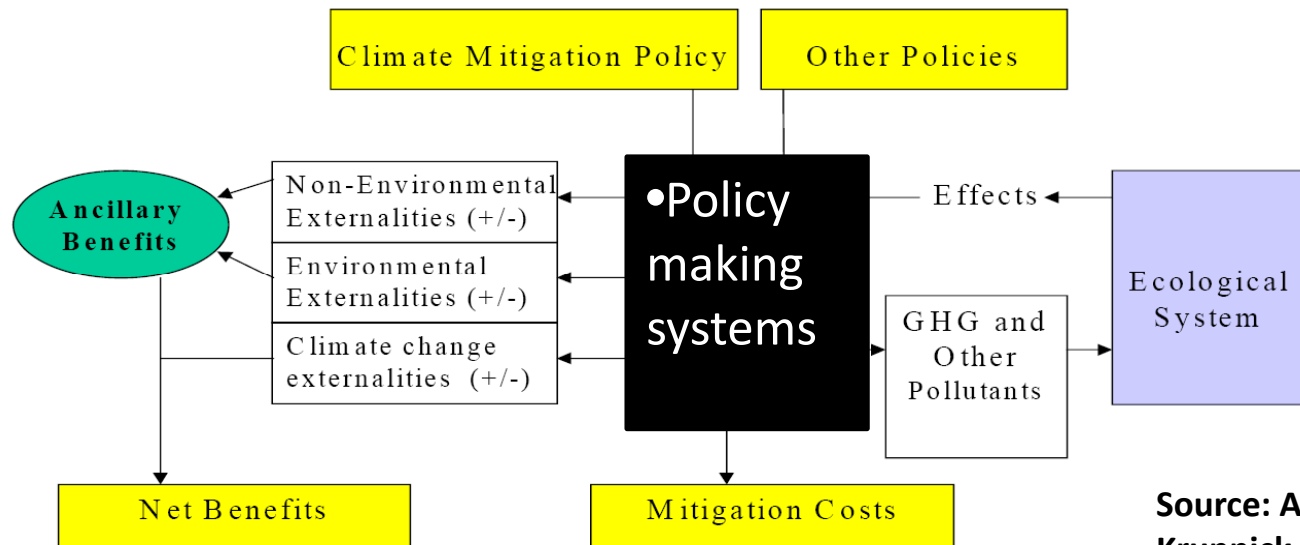 Climate Mitigation Policy
Other Policies
Ancillary
Benefits
Non-Environmental
Externalities (+/-)
Environmental
Externalities (+/-)
Climate change
externalities (+/-)
•Policy
making
systems
Effects
GHG and
Other
Pollutants
Ecological
System
Net Benefits
Mitigation Costs
Source: A